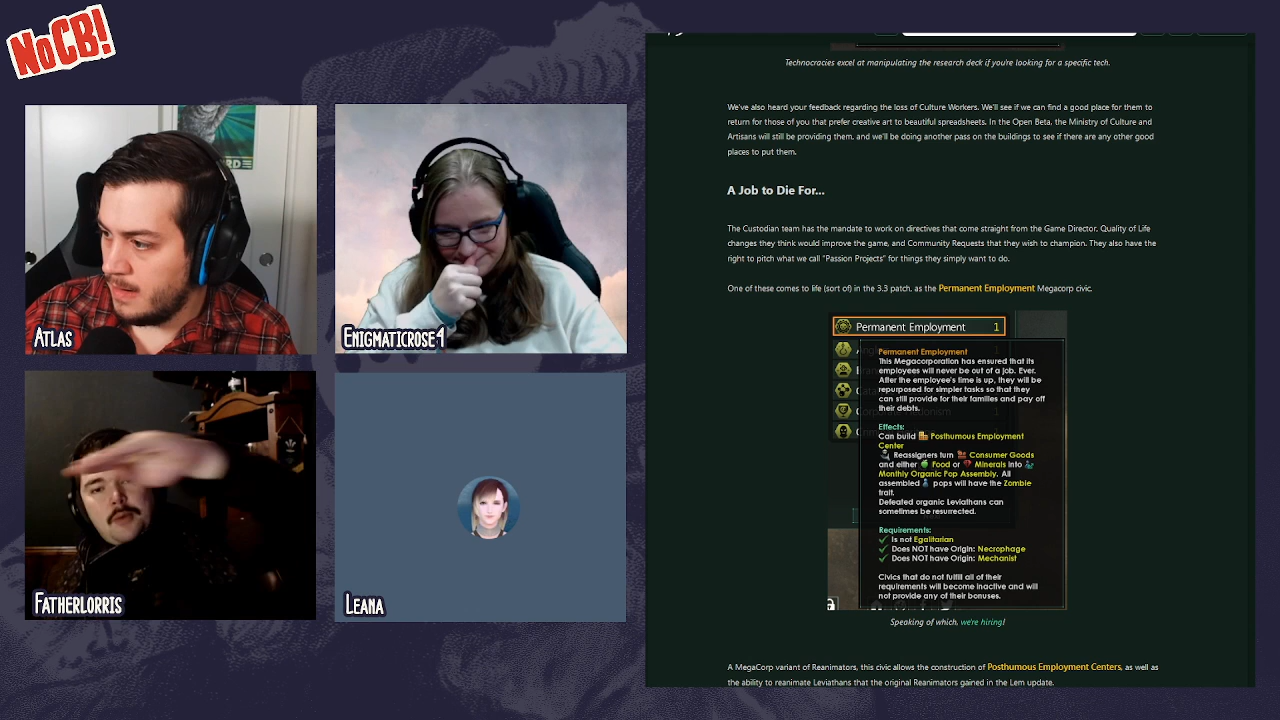 NoCB!
ATLAS
ENIGMATICROSE4
FATHERLORRIS
LEANA
Technocracies excel at manipulating the research deck if you're looking for a specific tech.
We've also heard your feedback regarding the loss of Culture Workers. We'll see if we can find a good place for them to
return for those of you that prefer creative art to beautiful spreadsheets. In the Open Beta, the Ministry of Culture and
Artisans will still be providing them, and we'll be doing another pass on the buildings to see if there are any other good
places to put them.
A Job to Die For...
The Custodian team has the mandate to work on directives that come straight from the Game Director, Quality of Life
changes they think would improve the game, and Community Requests that they wish to champion. They also have the
right to pitch what we call "Passion Projects" for things they simply want to do.
One of these comes to life (sort of) in the 3.3 patch, as the Permanent Employment Megacorp civic.
Permanent Employment 1
Permanent Employment
This Megacorporation has ensured that its
employees will never be out of a job. Ever.
After the employee's time is up, they will be
repurposed for simpler tasks so that they
can still provide for their families and pay off
their debts.
Effects:
Can build Posthumous Employment
Center
Reassigners turn Consumer Goods
and either Food or Minerals into
Monthly Organic Pop Assembly. All
assembled pops will have the Zombie
trait.
Defeated organic Leviathans can
sometimes be resurrected.
Requirements:
Is not Egalitarian
Does NOT have Origin: Necrophage
Does NOT have Origin: Mechanist
Civics that do not fulfill all of their
requirements will become inactive and will
not provide any of their bonuses.
Speaking of which, we're hiring!
A MegaCorp variant of Reanimators, this civic allows the construction of Posthumous Employment Centers, as well as
the ability to reanimate Leviathans that the original Reanimators gained in the Lem update.